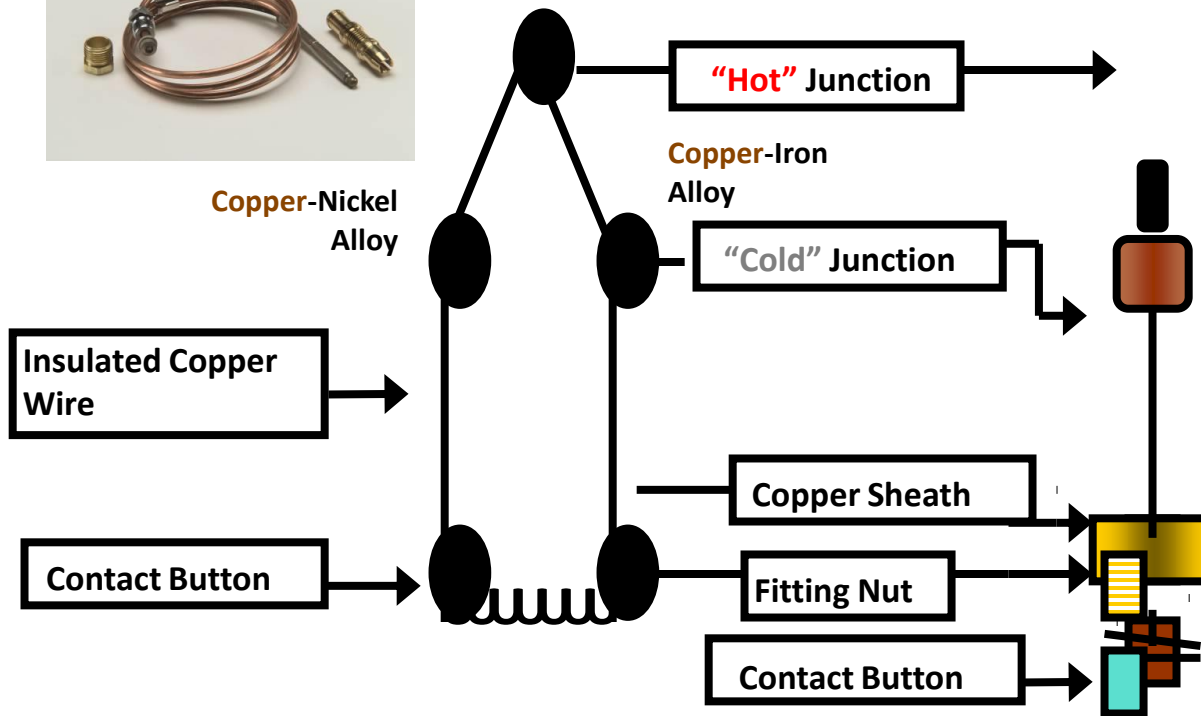 “Hot” Junction
Copper-Iron
Alloy
Copper-Nickel
Alloy
“Cold” Junction
Insulated Copper
Wire
Copper Sheath
Contact Button
Fitting Nut
Contact Button